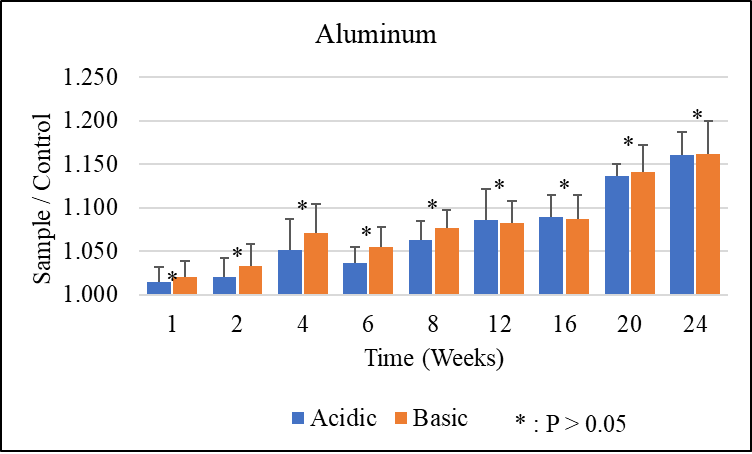 Aluminum
Sample / Control
1.250
1.200
1.150
1.100
1.050
1.000
* * * * * * * * *
1 2 4 6 8 12 16 20 24
Time (Weeks)
Acidic Basic * : P > 0.05